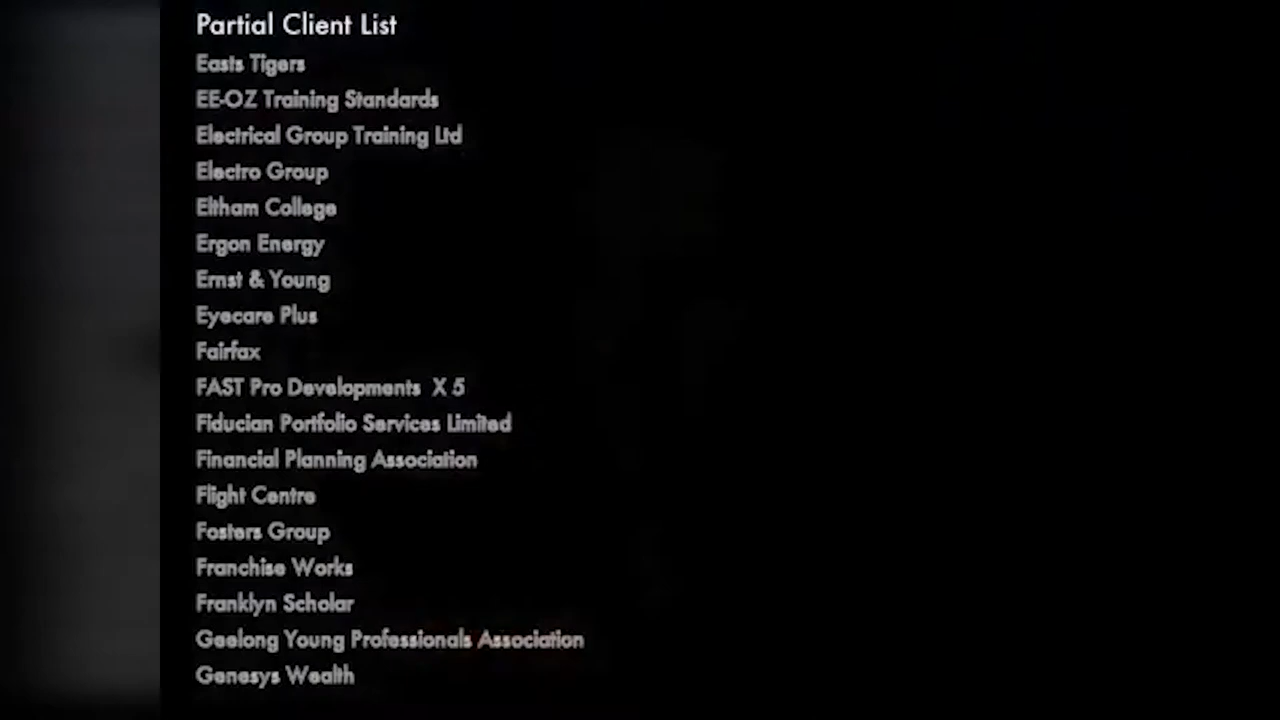 Partial Client List
Easts Tigers
EE-OZ Training Standards
Electrical Group Training Ltd
Electro Group
Eltham College
Ergon Energy
Ernst & Young
Eyecare Plus
Fairfax
FAST Pro Developments  X 5
Fiducian Portfolio Services Limited
Financial Planning Association
Flight Centre
Fosters Group
Franchise Works
Franklyn Scholar
Geelong Young Professionals Association
Genesys Wealth